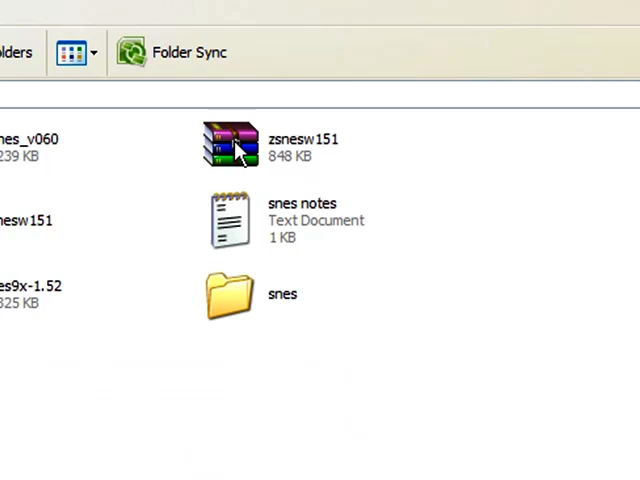 olders
Folder Sync
nes_v060
239 KB
zsnesw151
848 KB
snes notes
Text Document
1 KB
nesw151
es9x-1.52
325 KB
snes